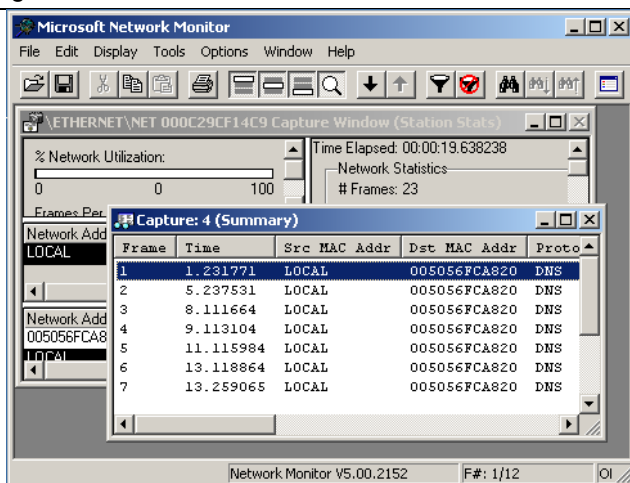 Microsoft Network Monitor
File Edit Display Tools Options Window Help
\ETHERNET\NET 000C29CF14C9 Capture Window (Station Stats)
% Network Utilization:
0 0 100
Frames Per
Time Elapsed: 00:00:19.638238
Network Statistics
# Frames: 23
Network Add
LOCAL
Network Add
005056FCA8
LOCAL
Capture: 4 (Summary)
Frame Time Src MAC Addr Dst MAC Addr Proto
1 1.231771 LOCAL 005056FCA820 DNS
2 5.237531 LOCAL 005056FCA820 DNS
3 8.111664 LOCAL 005056FCA820 DNS
4 9.113104 LOCAL 005056FCA820 DNS
5 11.115984 LOCAL 005056FCA820 DNS
6 13.118864 LOCAL 005056FCA820 DNS
7 13.259065 LOCAL 005056FCA820 DNS
Network Monitor V5.00.2152 F#: 1/12